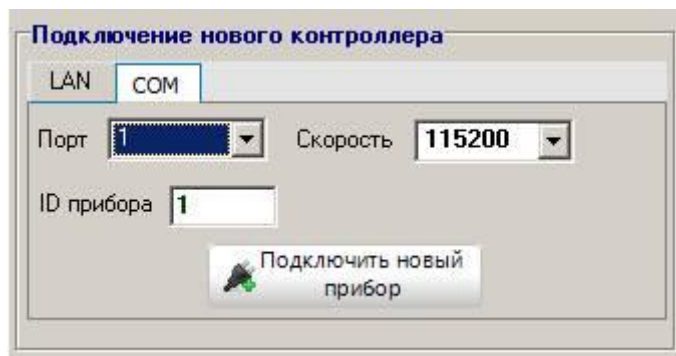 Подключение нового контроллера
LAN COM
Порт 1 Скорость 115200
ID прибора 1
Подключить новый
прибор